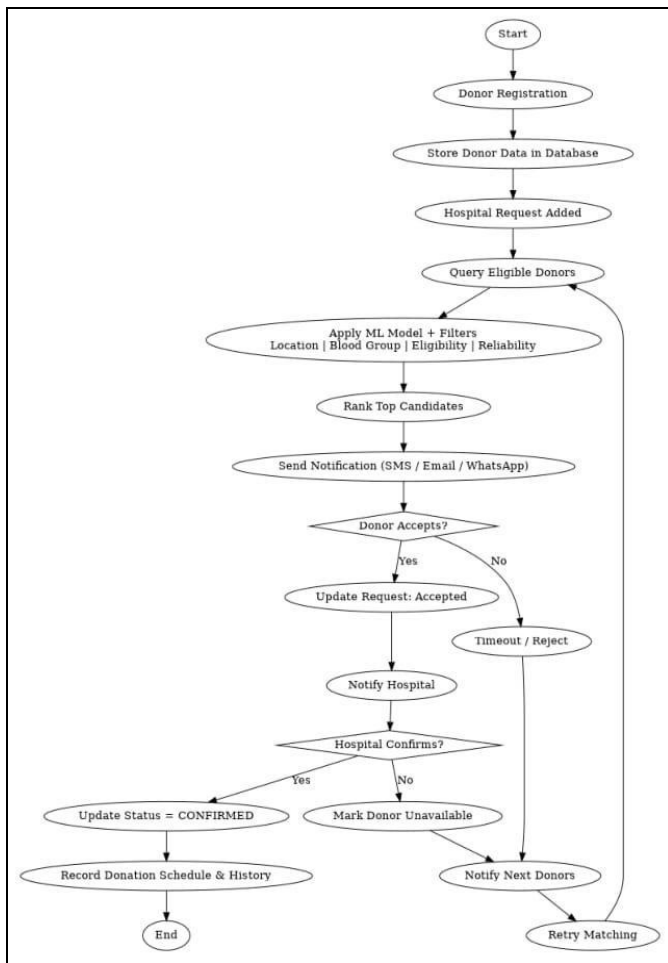 Start
Donor Registration
Store Donor Data in Database
Hospital Request Added
Query Eligible Donors
Apply ML Model + Filters
Location | Blood Group | Eligibility | Reliability
Rank Top Candidates
Send Notification (SMS / Email / WhatsApp)
Donor Accepts?
Yes
No
Update Request: Accepted
Timeout / Reject
Notify Hospital
Hospital Confirms?
Yes
No
Update Status = CONFIRMED
Mark Donor Unavailable
Record Donation Schedule & History
Notify Next Donors
End
Retry Matching